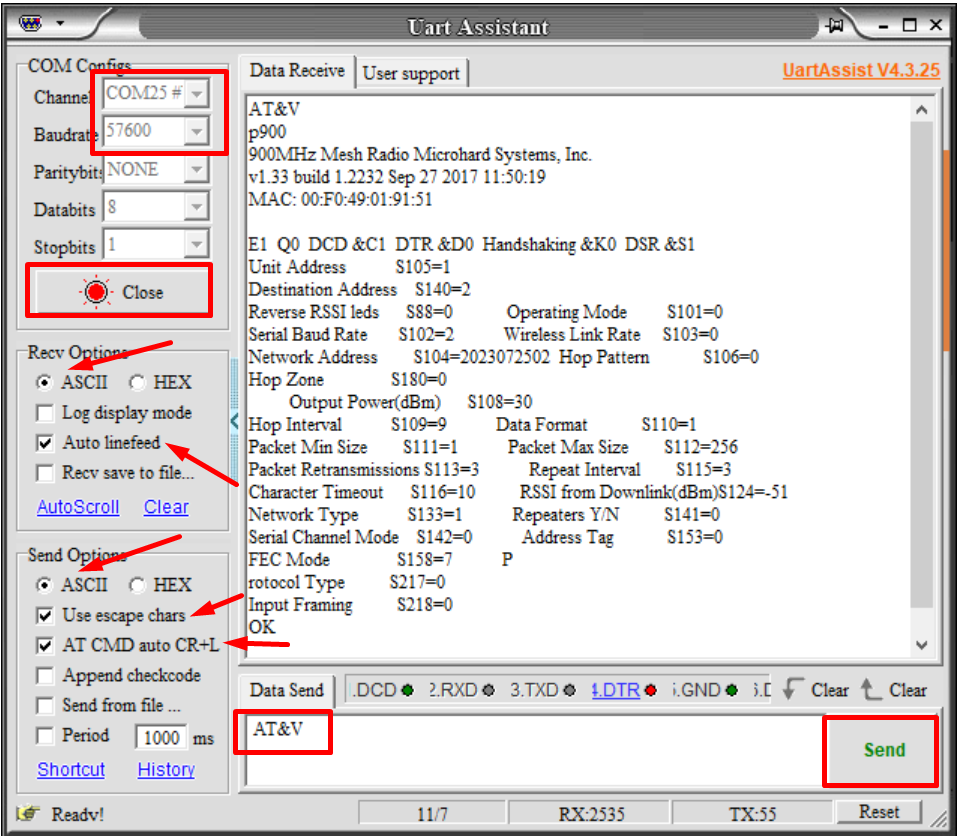 Uart Assistant
COM Configs
Channel COM25 #
Baudrate 57600
Paritybits NONE
Databits 8
Stopbits 1
Close
Recv Options
ASCII HEX
Log display mode
Auto linefeed
Recv save to file...
AutoScroll Clear
Send Options
ASCII HEX
Use escape chars
AT CMD auto CR+L
Append checkcode
Send from file ...
Period 1000 ms
Shortcut History
Data Receive User support UartAssist V4.3.25
AT&V
p900
900MHz Mesh Radio Microhard Systems, Inc.
v1.33 build 1.2232 Sep 27 2017 11:50:19
MAC: 00:F0:49:01:91:51
E1 Q0 DCD &C1 DTR &D0 Handshaking &K0 DSR &S1
Unit Address S105=1
Destination Address S140=2
Reverse RSSI leds S88=0 Operating Mode S101=0
Serial Baud Rate S102=2 Wireless Link Rate S103=0
Network Address S104=2023072502 Hop Pattern S106=0
Hop Zone S180=0
Output Power(dBm) S108=30
Hop Interval S109=9 Data Format S110=1
Packet Min Size S111=1 Packet Max Size S112=256
Packet Retransmissions S113=3 Repeat Interval S115=3
Character Timeout S116=10 RSSI from Downlink(dBm)S124=-51
Network Type S133=1 Repeaters Y/N S141=0
Serial Channel Mode S142=0 Address Tag S153=0
FEC Mode S158=7 P
rotocol Type S217=0
Input Framing S218=0
OK
Data Send .DCD 2.RXD 3.TXD 4.DTR .GND Clear Clear
AT&V
Send
Ready! 11/7 RX:2535 TX:55 Reset